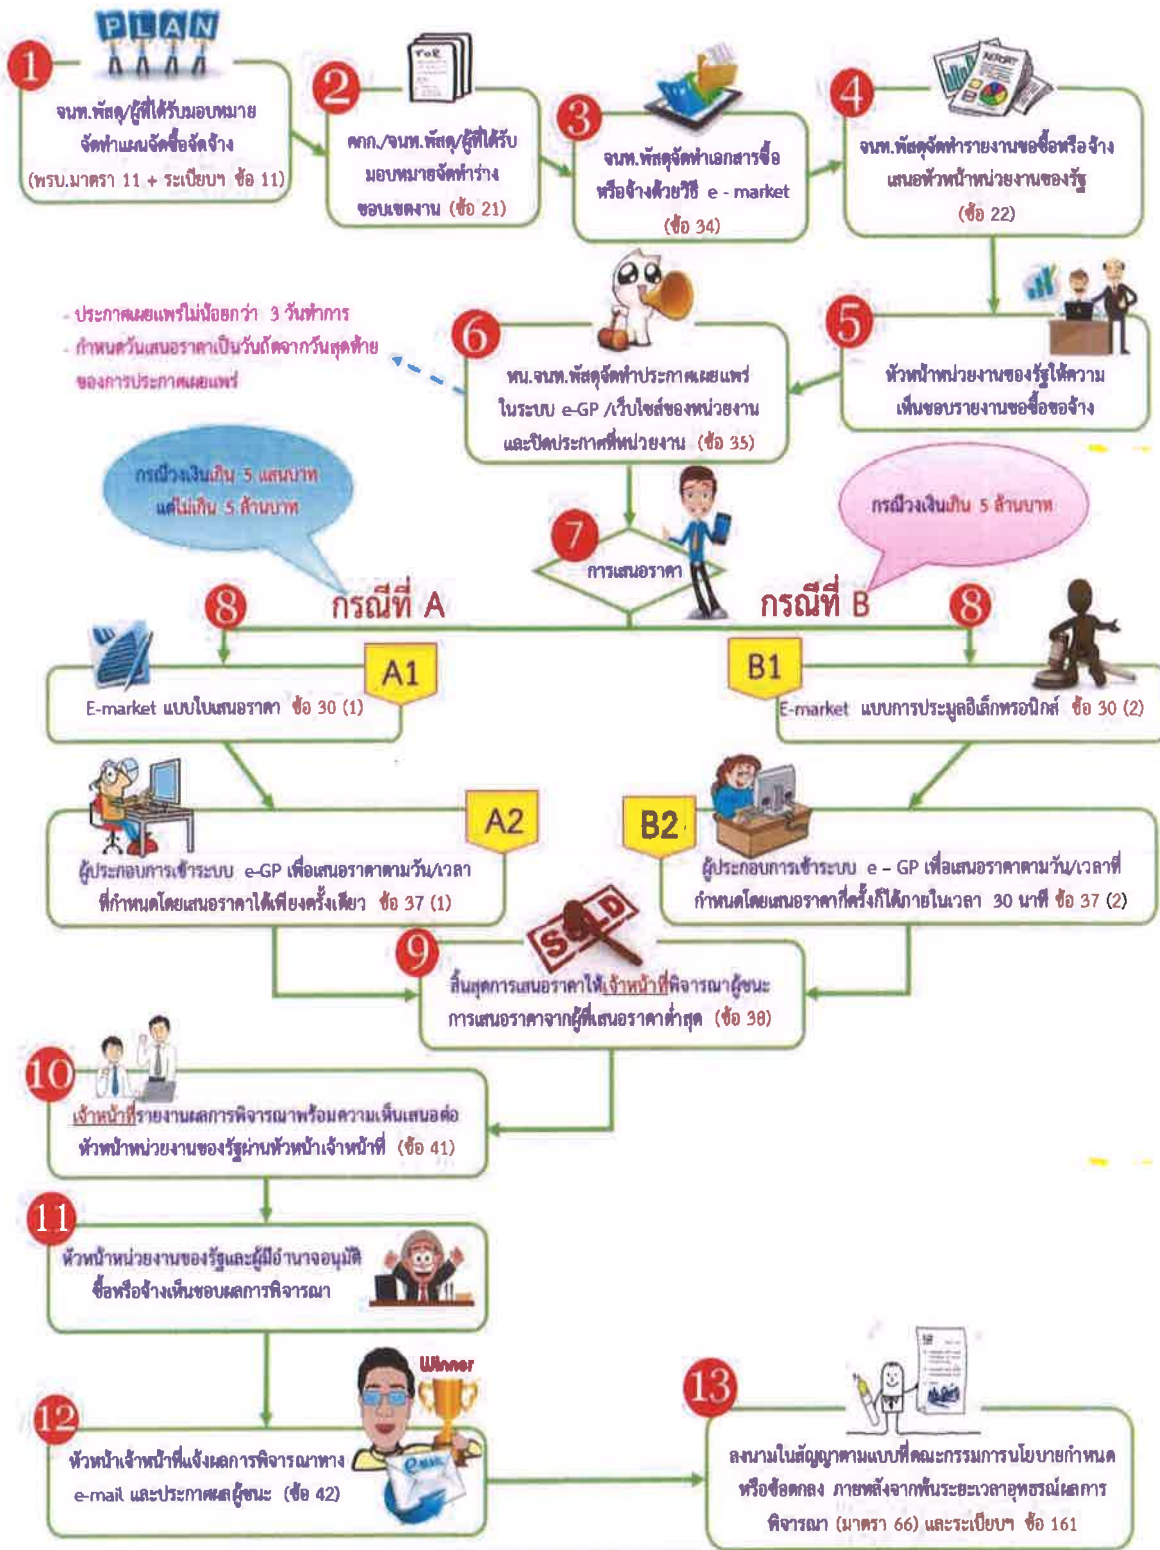 PLAN
1
จนท.พัสดุ/ผู้ที่ได้รับมอบหมาย
จัดทำแผนจัดซื้อจัดจ้าง
(พรบ.มาตรา 11 + ระเบียบฯ ข้อ 11)
TOR
2
คกก./จนท.พัสดุ/ผู้ที่ได้รับ
มอบหมายจัดทำร่าง
ขอบเขตงาน (ข้อ 21)
3
จนท.พัสดุจัดทำเอกสารซื้อ
หรือจ้างด้วยวิธี e - market
(ข้อ 34)
REPORT
4
จนท.พัสดุจัดทำรายงานขอซื้อหรือจ้าง
เสนอหัวหน้าหน่วยงานของรัฐ
(ข้อ 22)
5
หัวหน้าหน่วยงานของรัฐให้ความ
เห็นชอบรายงานขอซื้อขอจ้าง
6
หน.จนท.พัสดุจัดทำประกาศเผยแพร่
ในระบบ e-GP /เว็บไซส์ของหน่วยงาน
และปิดประกาศที่หน่วยงาน (ข้อ 35)
- ประกาศเผยแพร่ไม่น้อยกว่า 3 วันทำการ
- กำหนดวันเสนอราคาเป็นวันถัดจากวันสุดท้าย
ของการประกาศเผยแพร่
กรณีวงเงินเกิน 5 แสนบาท
แต่ไม่เกิน 5 ล้านบาท
7
การเสนอราคา
กรณีวงเงินเกิน 5 ล้านบาท
8
กรณีที่ A
กรณีที่ B
8
A1
E-market แบบใบเสนอราคา ข้อ 30 (1)
B1
E-market แบบการประมูลอิเล็กทรอนิกส์ ข้อ 30 (2)
A2
ผู้ประกอบการเข้าระบบ e-GP เพื่อเสนอราคาตามวัน/เวลา
ที่กำหนดโดยเสนอราคาได้เพียงครั้งเดียว ข้อ 37 (1)
B2
ผู้ประกอบการเข้าระบบ e – GP เพื่อเสนอราคาตามวัน/เวลาที่
กำหนดโดยเสนอราคากี่ครั้งก็ได้ภายในเวลา 30 นาที ข้อ 37 (2)
SOLD
9
สิ้นสุดการเสนอราคาให้เจ้าหน้าที่พิจารณาผู้ชนะ
การเสนอราคาจากผู้ที่เสนอราคาต่ำสุด (ข้อ 38)
10
เจ้าหน้าที่รายงานผลการพิจารณาพร้อมความเห็นเสนอต่อ
หัวหน้าหน่วยงานของรัฐผ่านหัวหน้าเจ้าหน้าที่ (ข้อ 41)
11
หัวหน้าหน่วยงานของรัฐและผู้มีอำนาจอนุมัติ
ซื้อหรือจ้างเห็นชอบผลการพิจารณา
Winner
12
หัวหน้าเจ้าหน้าที่แจ้งผลการพิจารณาทาง
e-mail และประกาศผลผู้ชนะ (ข้อ 42)
e-MAIL
13
ลงนามในสัญญาตามแบบที่คณะกรรมการนโยบายกำหนด
หรือข้อตกลง ภายหลังจากพ้นระยะเวลาอุทธรณ์ผลการ
พิจารณา (มาตรา 66) และระเบียบฯ ข้อ 161